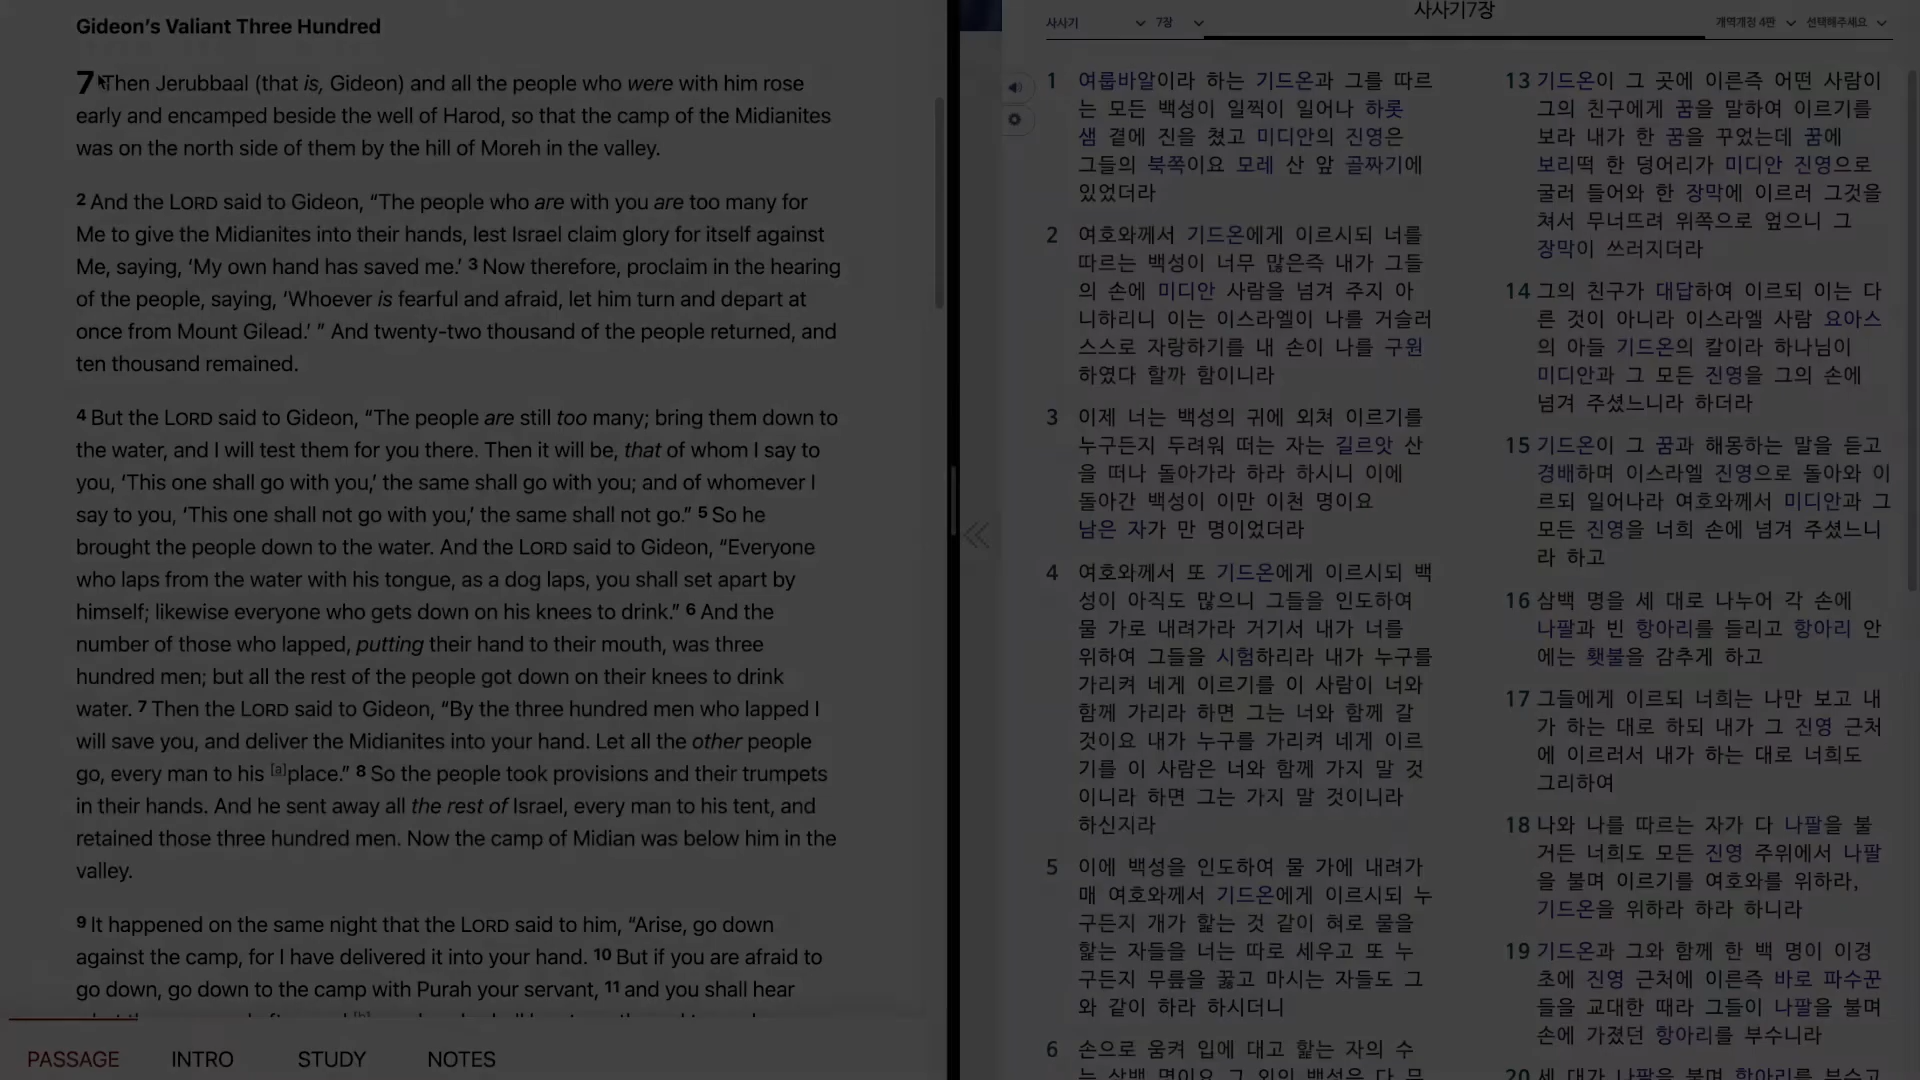 Gideon’s Valiant Three Hundred
7 Then Jerubbaal (that is, Gideon) and all the people who were with him rose
early and encamped beside the well of Harod, so that the camp of the Midianites
was on the north side of them by the hill of Moreh in the valley.
2 And the LORD said to Gideon, “The people who are with you are too many for
Me to give the Midianites into their hands, lest Israel claim glory for itself against
Me, saying, ‘My own hand has saved me.’ 3 Now therefore, proclaim in the hearing
of the people, saying, ‘Whoever is fearful and afraid, let him turn and depart at
once from Mount Gilead.’ ” And twenty-two thousand of the people returned, and
ten thousand remained.
4 But the LORD said to Gideon, “The people are still too many; bring them down to
the water, and I will test them for you there. Then it will be, that of whom I say to
you, ‘This one shall go with you,’ the same shall go with you; and of whomever I
say to you, ‘This one shall not go with you,’ the same shall not go.” 5 So he
brought the people down to the water. And the LORD said to Gideon, “Everyone
who laps from the water with his tongue, as a dog laps, you shall set apart by
himself; likewise everyone who gets down on his knees to drink.” 6 And the
number of those who lapped, putting their hand to their mouth, was three
hundred men; but all the rest of the people got down on their knees to drink
water. 7 Then the LORD said to Gideon, “By the three hundred men who lapped I
will save you, and deliver the Midianites into your hand. Let all the other people
go, every man to his [a]place.” 8 So the people took provisions and their trumpets
in their hands. And he sent away all the rest of Israel, every man to his tent, and
retained those three hundred men. Now the camp of Midian was below him in the
valley.
9 It happened on the same night that the LORD said to him, “Arise, go down
against the camp, for I have delivered it into your hand. 10 But if you are afraid to
go down, go down to the camp with Purah your servant, 11 and you shall hear
PASSAGE INTRO STUDY NOTES
사사기 7장
사사기7장
개역개정 4판 선택해주세요
1 여룹바알이라 하는 기드온과 그를 따르
는 모든 백성이 일찍이 일어나 하롯
샘 곁에 진을 쳤고 미디안의 진영은
그들의 북쪽이요 모레 산 앞 골짜기에
있었더라
2 여호와께서 기드온에게 이르시되 너를
따르는 백성이 너무 많은즉 내가 그들
의 손에 미디안 사람을 넘겨 주지 아
니하리니 이는 이스라엘이 나를 거슬러
스스로 자랑하기를 내 손이 나를 구원
하였다 할까 함이니라
3 이제 너는 백성의 귀에 외쳐 이르기를
누구든지 두려워 떠는 자는 길르앗 산
을 떠나 돌아가라 하라 하시니 이에
돌아간 백성이 이만 이천 명이요
남은 자가 만 명이었더라
4 여호와께서 또 기드온에게 이르시되 백
성이 아직도 많으니 그들을 인도하여
물 가로 내려가라 거기서 내가 너를
위하여 그들을 시험하리라 내가 누구를
가리켜 네게 이르기를 이 사람이 너와
함께 가리라 하면 그는 너와 함께 갈
것이요 내가 누구를 가리켜 네게 이르
기를 이 사람은 너와 함께 가지 말 것
이니라 하면 그는 가지 말 것이니라
하신지라
5 이에 백성을 인도하여 물 가에 내려가
매 여호와께서 기드온에게 이르시되 누
구든지 개가 핥는 것 같이 혀로 물을
핥는 자들을 너는 따로 세우고 또 누
구든지 무릎을 꿇고 마시는 자들도 그
와 같이 하라 하시더니
6 손으로 움켜 입에 대고 핥는 자의 수
는 삼백 명이요 그 외의 백성은 다 무
13 기드온이 그 곳에 이른즉 어떤 사람이
그의 친구에게 꿈을 말하여 이르기를
보라 내가 한 꿈을 꾸었는데 꿈에
보리떡 한 덩어리가 미디안 진영으로
굴러 들어와 한 장막에 이르러 그것을
쳐서 무너뜨려 위쪽으로 엎으니 그
장막이 쓰러지더라
14 그의 친구가 대답하여 이르되 이는 다
른 것이 아니라 이스라엘 사람 요아스
의 아들 기드온의 칼이라 하나님이
미디안과 그 모든 진영을 그의 손에
넘겨 주셨느니라 하더라
15 기드온이 그 꿈과 해몽하는 말을 듣고
경배하며 이스라엘 진영으로 돌아와 이
르되 일어나라 여호와께서 미디안과 그
모든 진영을 너희 손에 넘겨 주셨느니
라 하고
16 삼백 명을 세 대로 나누어 각 손에
나팔과 빈 항아리를 들리고 항아리 안
에는 횃불을 감추게 하고
17 그들에게 이르되 너희는 나만 보고 내
가 하는 대로 하되 내가 그 진영 근처
에 이르러서 내가 하는 대로 너희도
그리하여
18 나와 나를 따르는 자가 다 나팔을 불
거든 너희도 모든 진영 주위에서 나팔
을 불며 이르기를 여호와를 위하라,
기드온을 위하라 하라 하니라
19 기드온과 그와 함께 한 백 명이 이경
초에 진영 근처에 이른즉 바로 파수꾼
들을 교대한 때라 그들이 나팔을 불며
손에 가졌던 항아리를 부수니라
20 세 대가 나팔을 불며 항아리를 부수고